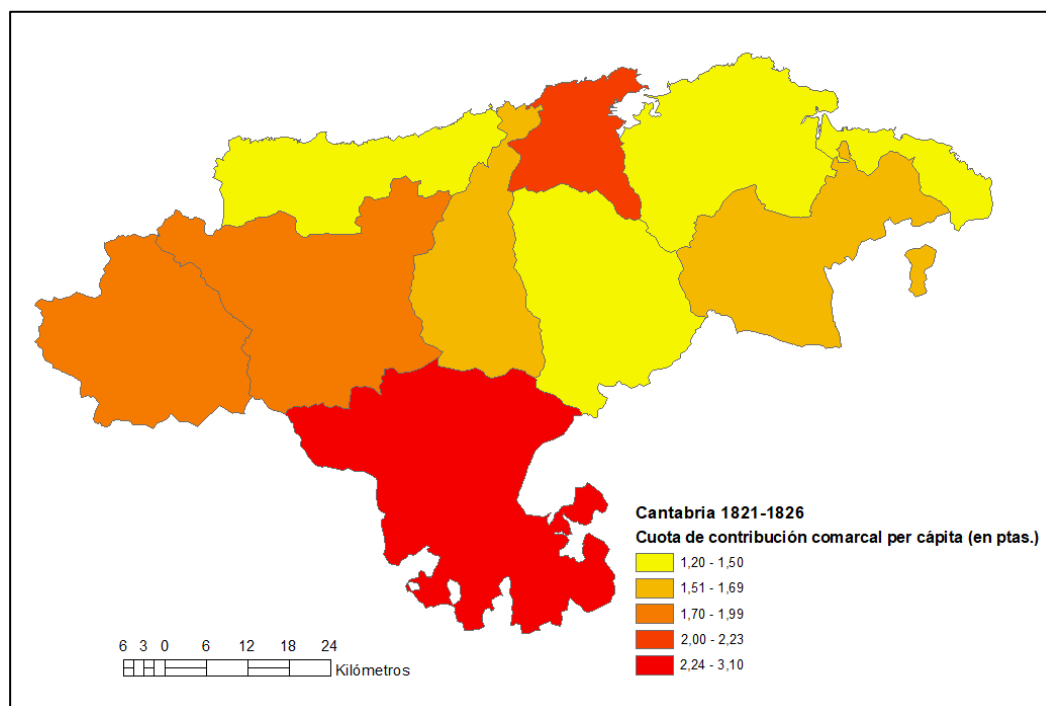 Cantabria 1821-1826
Cuota de contribución comarcal per cápita (en ptas.)
1,20 - 1,50
1,51 - 1,69
1,70 - 1,99
2,00 - 2,23
2,24 - 3,10
6 3 0 6 12 18 24
Kilómetros